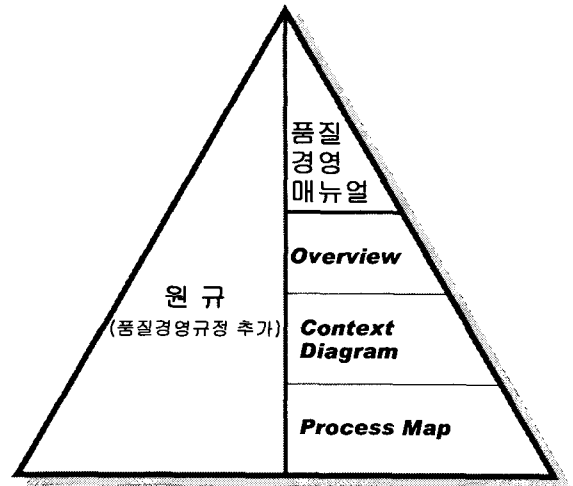 원 규
(품질경영규정 추가)
품질
경영
매뉴얼
Overview
Context
Diagram
Process Map